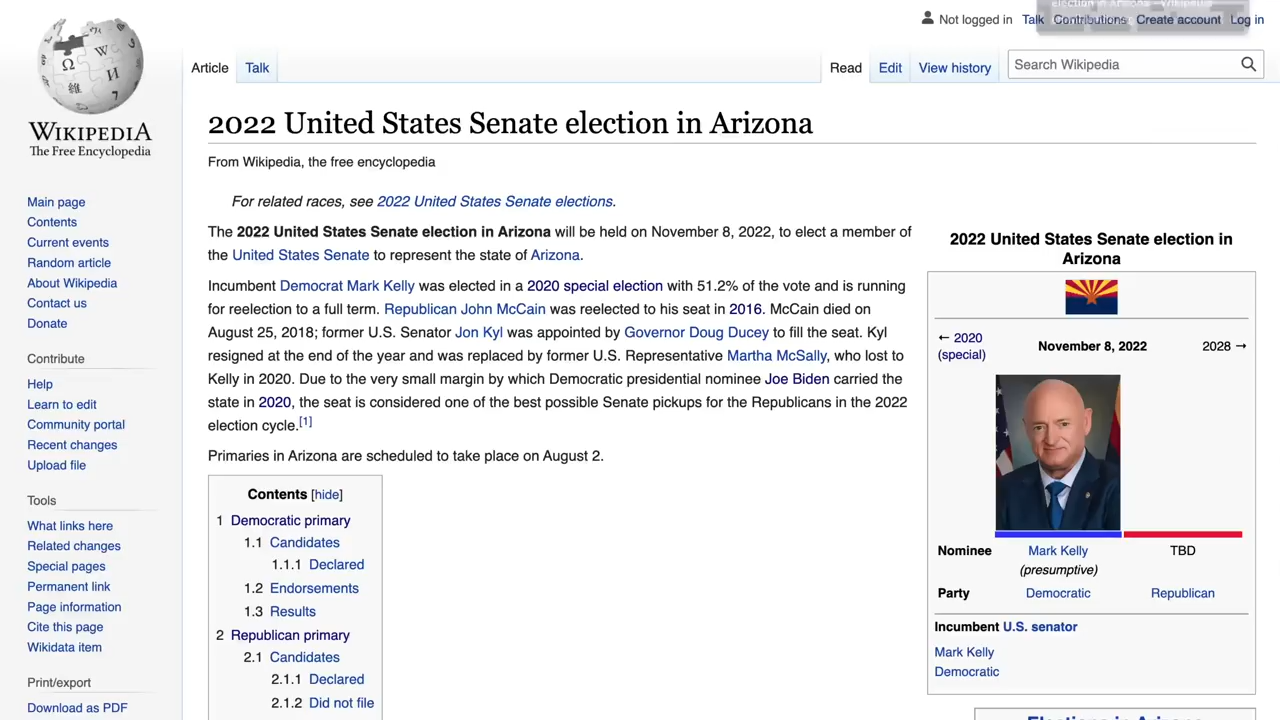 election in Arizona - Wikipedia
Not logged in Talk Contributions Create account Log in
Article Talk Read Edit View history Search Wikipedia
WIKIPEDIA
The Free Encyclopedia
Main page
Contents
Current events
Random article
About Wikipedia
Contact us
Donate
Contribute
Help
Learn to edit
Community portal
Recent changes
Upload file
Tools
What links here
Related changes
Special pages
Permanent link
Page information
Cite this page
Wikidata item
Print/export
Download as PDF
2022 United States Senate election in Arizona
From Wikipedia, the free encyclopedia
For related races, see 2022 United States Senate elections.
The 2022 United States Senate election in Arizona will be held on November 8, 2022, to elect a member of
the United States Senate to represent the state of Arizona.
Incumbent Democrat Mark Kelly was elected in a 2020 special election with 51.2% of the vote and is running
for reelection to a full term. Republican John McCain was reelected to his seat in 2016. McCain died on
August 25, 2018; former U.S. Senator Jon Kyl was appointed by Governor Doug Ducey to fill the seat. Kyl
resigned at the end of the year and was replaced by former U.S. Representative Martha McSally, who lost to
Kelly in 2020. Due to the very small margin by which Democratic presidential nominee Joe Biden carried the
state in 2020, the seat is considered one of the best possible Senate pickups for the Republicans in the 2022
election cycle.[1]
Primaries in Arizona are scheduled to take place on August 2.
Contents [hide]
1 Democratic primary
1.1 Candidates
1.1.1 Declared
1.2 Endorsements
1.3 Results
2 Republican primary
2.1 Candidates
2.1.1 Declared
2.1.2 Did not file
2022 United States Senate election in
Arizona
← 2020
(special)
November 8, 2022
2028 →
Nominee Mark Kelly TBD
(presumptive)
Party Democratic Republican
Incumbent U.S. senator
Mark Kelly
Democratic
Elections in Arizona